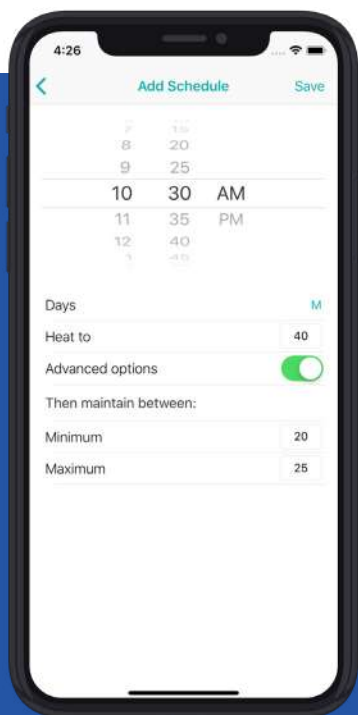 4:26
Add Schedule Save
8 20
9 25
10 30 AM
11 35 PM
12 40
Days M
Heat to 40
Advanced options
Then maintain between:
Minimum 20
Maximum 25